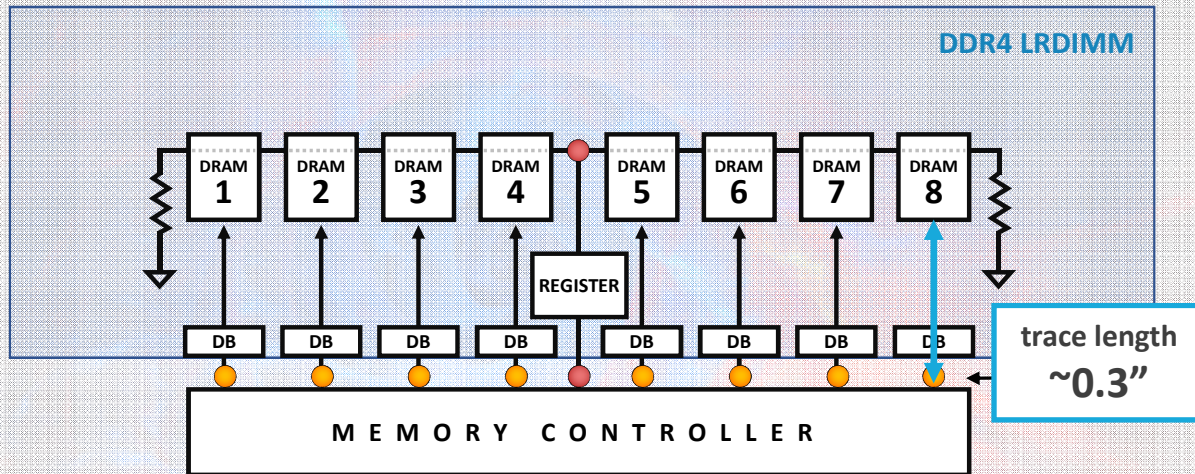 DDR4 LRDIMM
DRAM DRAM DRAM DRAM DRAM DRAM DRAM DRAM
1 2 3 4 5 6 7 8
REGISTER
DB DB DB DB DB DB DB DB
trace length
~0.3”
MEMORY CONTROLLER